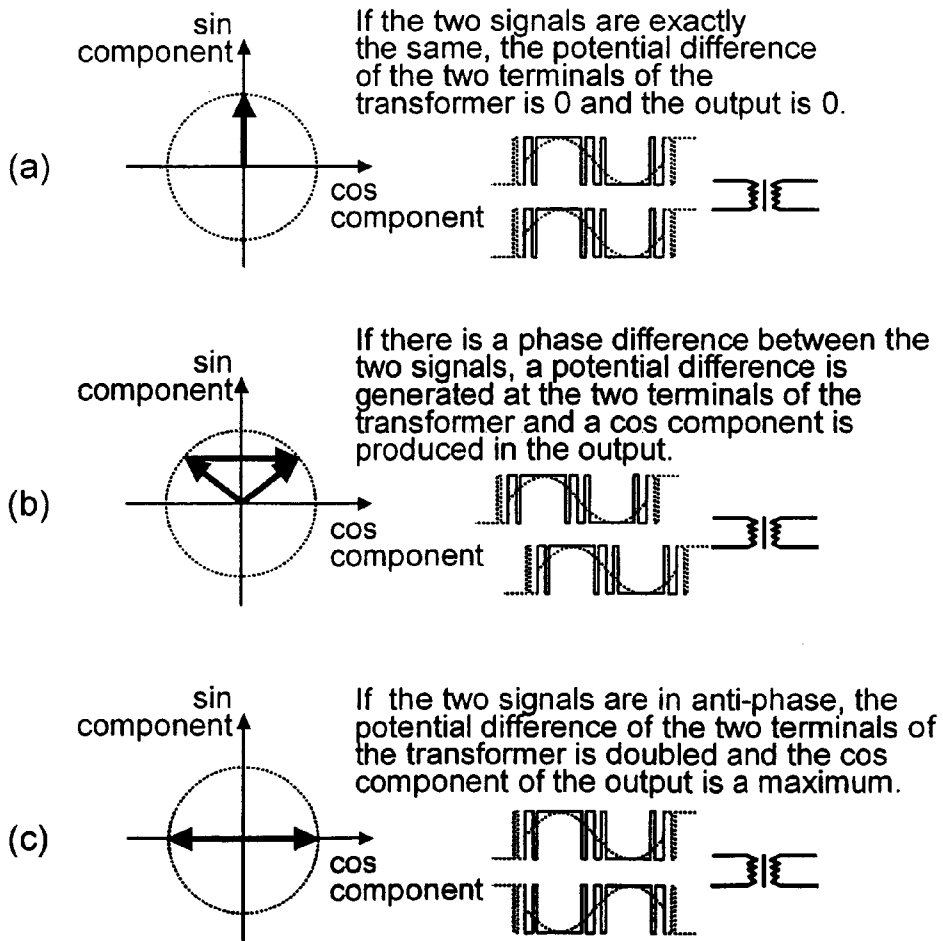 (a)
sin
component
cos
component
If the two signals are exactly
the same, the potential difference
of the two terminals of the
transformer is 0 and the output is 0.
(b)
sin
component
cos
component
If there is a phase difference between the
two signals, a potential difference is
generated at the two terminals of the
transformer and a cos component is
produced in the output.
(c)
sin
component
cos
component
If the two signals are in anti-phase, the
potential difference of the two terminals of
the transformer is doubled and the cos
component of the output is a maximum.